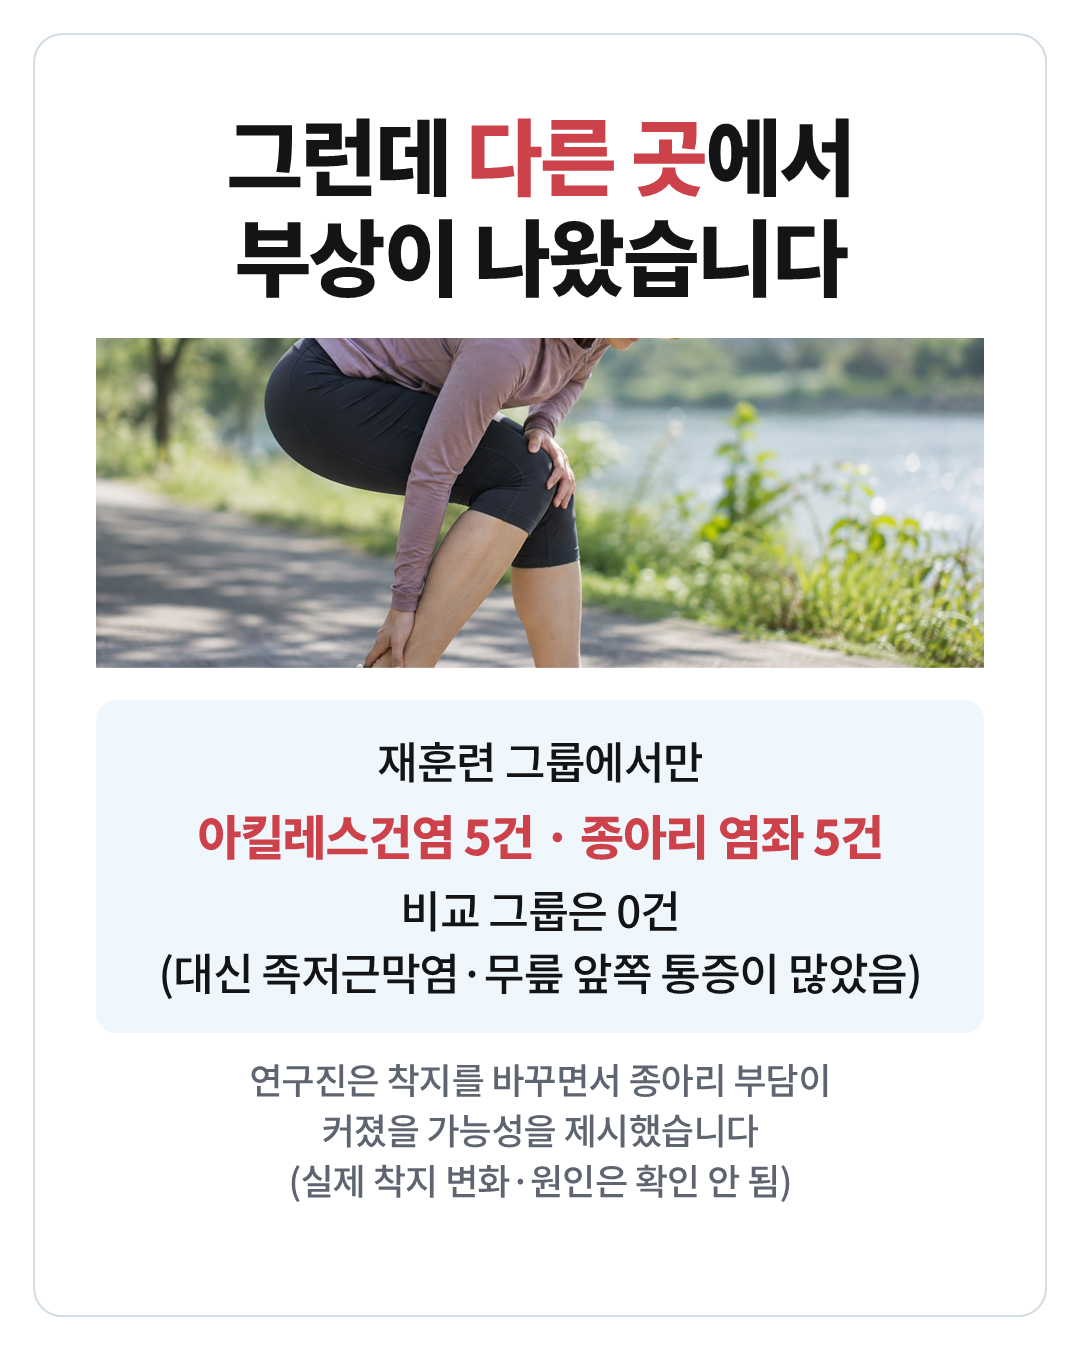 그런데 다른 곳에서
부상이 나왔습니다
재훈련 그룹에서만
아킬레스건염 5건 · 종아리 염좌 5건
비교 그룹은 0건
(대신 족저근막염·무릎 앞쪽 통증이 많았음)
연구진은 착지를 바꾸면서 종아리 부담이
커졌을 가능성을 제시했습니다
(실제 착지 변화·원인은 확인 안 됨)